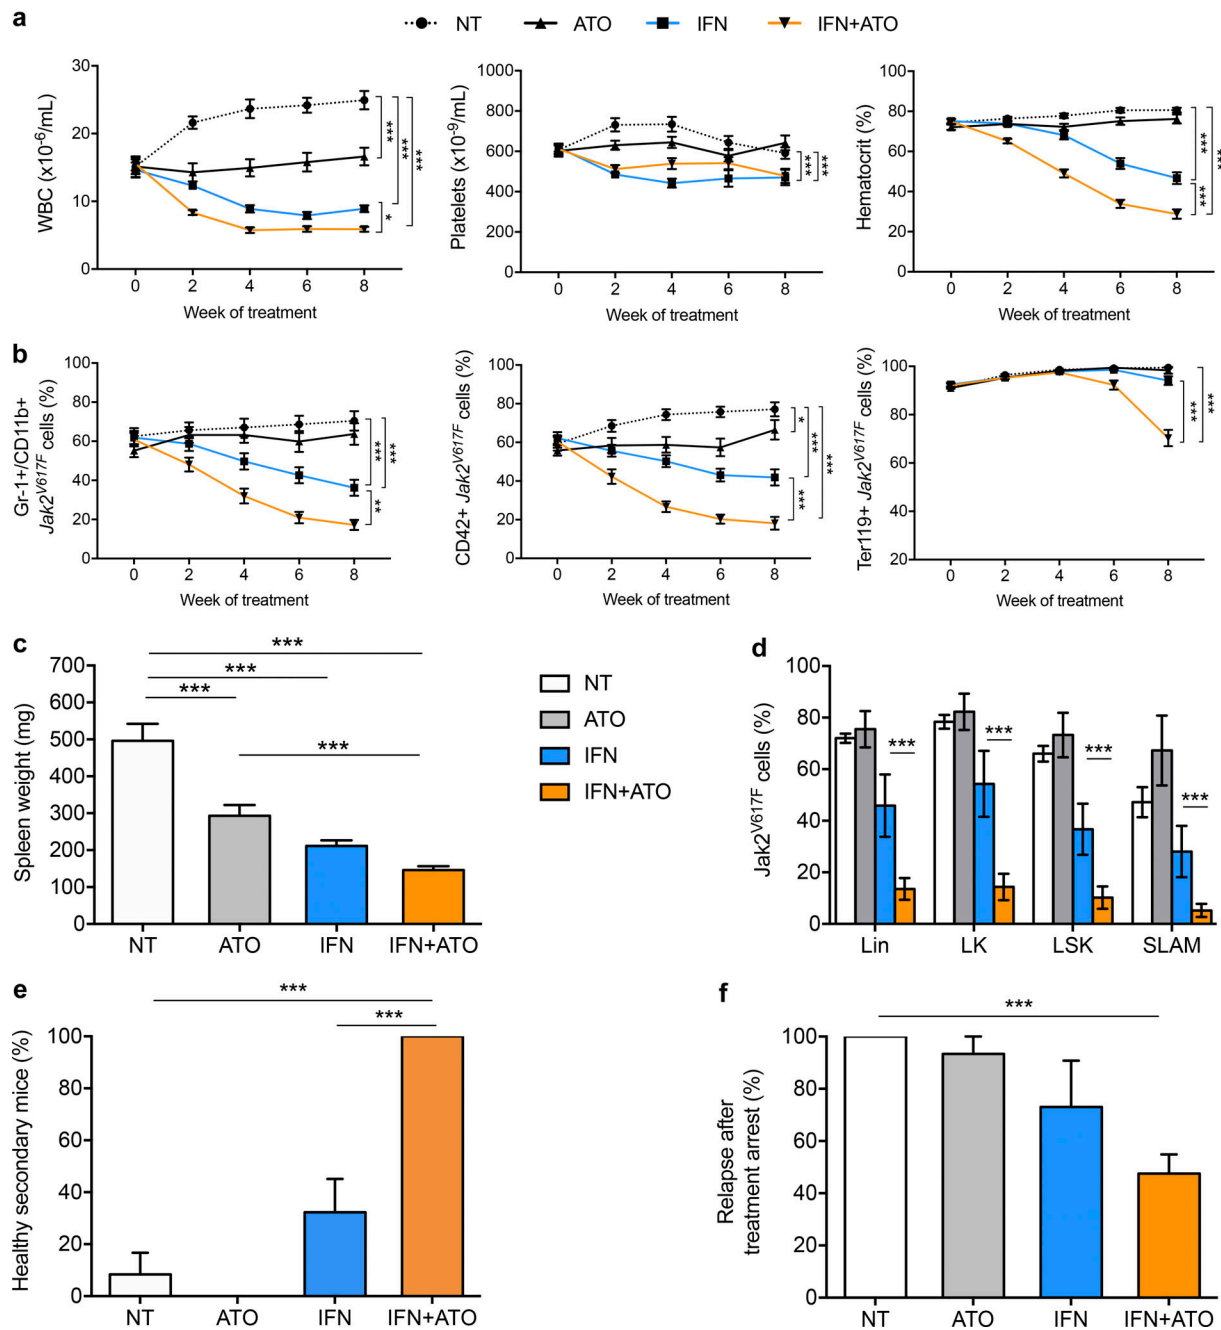 a
NT ATO IFN IFN+ATO
WBC (x10-6/mL)
30
20
10
0
0 2 4 6 8
Week of treatment
***
***
***
*
Platelets (x10-9/mL)
1000
800
600
400
200
0
0 2 4 6 8
Week of treatment
***
***
Hematocrit (%)
100
80
60
40
20
0
0 2 4 6 8
Week of treatment
***
***
***
b
Gr-1+/CD11b+
Jak2V617F cells (%)
100
80
60
40
20
0
0 2 4 6 8
Week of treatment
***
***
**
CD42+ Jak2V617F cells (%)
100
80
60
40
20
0
0 2 4 6 8
Week of treatment
*
***
***
***
Ter119+ Jak2V617F cells (%)
100
80
60
40
20
0 2 4 6 8
Week of treatment
***
***
c
Spleen weight (mg)
700
600
500
400
300
200
100
0
***
***
***
***
NT ATO IFN IFN+ATO
NT
ATO
IFN
IFN+ATO
d
Jak2V617F cells (%)
100
80
60
40
20
0
*** *** *** ***
Lin LK LSK SLAM
e
Healthy secondary mice (%)
100
80
60
40
20
0
***
***
NT ATO IFN IFN+ATO
f
Relapse after
treatment arrest (%)
100
80
60
40
20
0
***
NT ATO IFN IFN+ATO